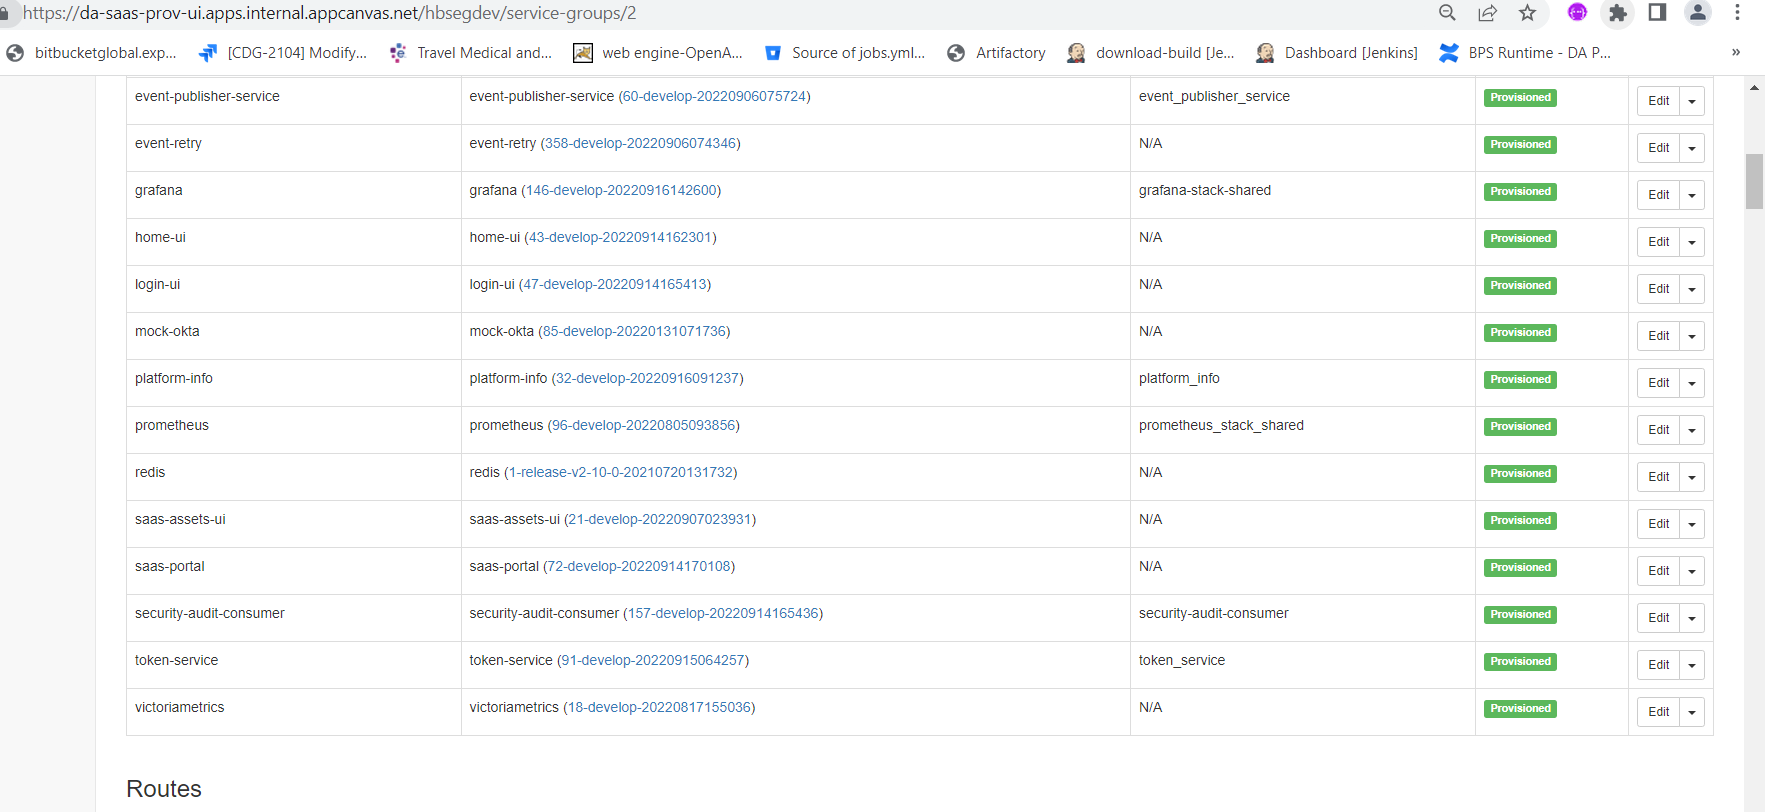 https://da-saas-prov-ui.apps.internal.appcanvas.net/hbsegdev/service-groups/2
bitbucketglobal.exp... [CDG-2104] Modify... Travel Medical and... web engine-OpenA... Source of jobs.yml... Artifactory download-build [Je... Dashboard [Jenkins] BPS Runtime - DA P... »
event-publisher-service event-publisher-service (60-develop-20220906075724) event_publisher_service Provisioned Edit
event-retry event-retry (358-develop-20220906074346) N/A Provisioned Edit
grafana grafana (146-develop-20220916142600) grafana-stack-shared Provisioned Edit
home-ui home-ui (43-develop-20220914162301) N/A Provisioned Edit
login-ui login-ui (47-develop-20220914165413) N/A Provisioned Edit
mock-okta mock-okta (85-develop-20220131071736) N/A Provisioned Edit
platform-info platform-info (32-develop-20220916091237) platform_info Provisioned Edit
prometheus prometheus (96-develop-20220805093856) prometheus_stack_shared Provisioned Edit
redis redis (1-release-v2-10-0-20210720131732) N/A Provisioned Edit
saas-assets-ui saas-assets-ui (21-develop-20220907023931) N/A Provisioned Edit
saas-portal saas-portal (72-develop-20220914170108) N/A Provisioned Edit
security-audit-consumer security-audit-consumer (157-develop-20220914165436) security-audit-consumer Provisioned Edit
token-service token-service (91-develop-20220915064257) token_service Provisioned Edit
victoriametrics victoriametrics (18-develop-20220817155036) N/A Provisioned Edit
Routes